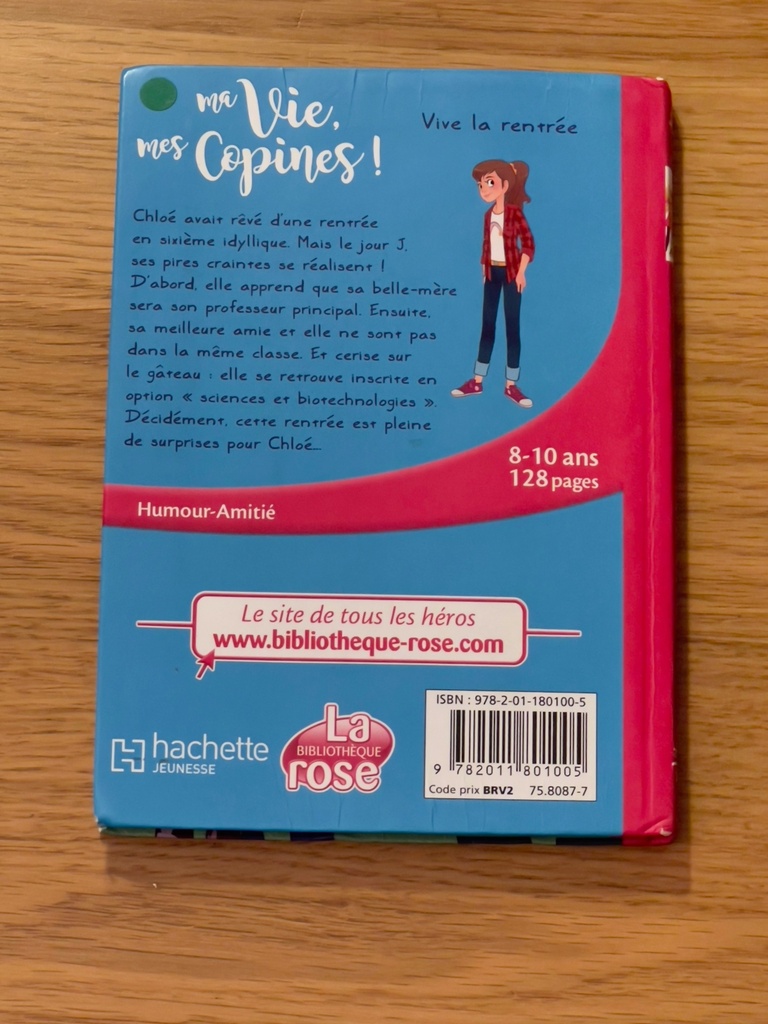 ma Vie,
mes Copines !
Vive la rentrée
Chloé avait rêvé d'une rentrée
en sixième idyllique. Mais le jour J,
ses pires craintes se réalisent !
D'abord, elle apprend que sa belle-mère
sera son professeur principal. Ensuite,
sa meilleure amie et elle ne sont pas
dans la même classe. Et cerise sur
le gâteau : elle se retrouve inscrite en
option « sciences et biotechnologies ».
Décidément, cette rentrée est pleine
de surprises pour Chloé...
8-10 ans
128 pages
Humour-Amitié
Le site de tous les héros
www.bibliotheque-rose.com
hachette
JEUNESSE
La
BIBLIOTHÈQUE
rose
ISBN : 978-2-01-180100-5
9 782011 801005
Code prix BRV2 75.8087-7